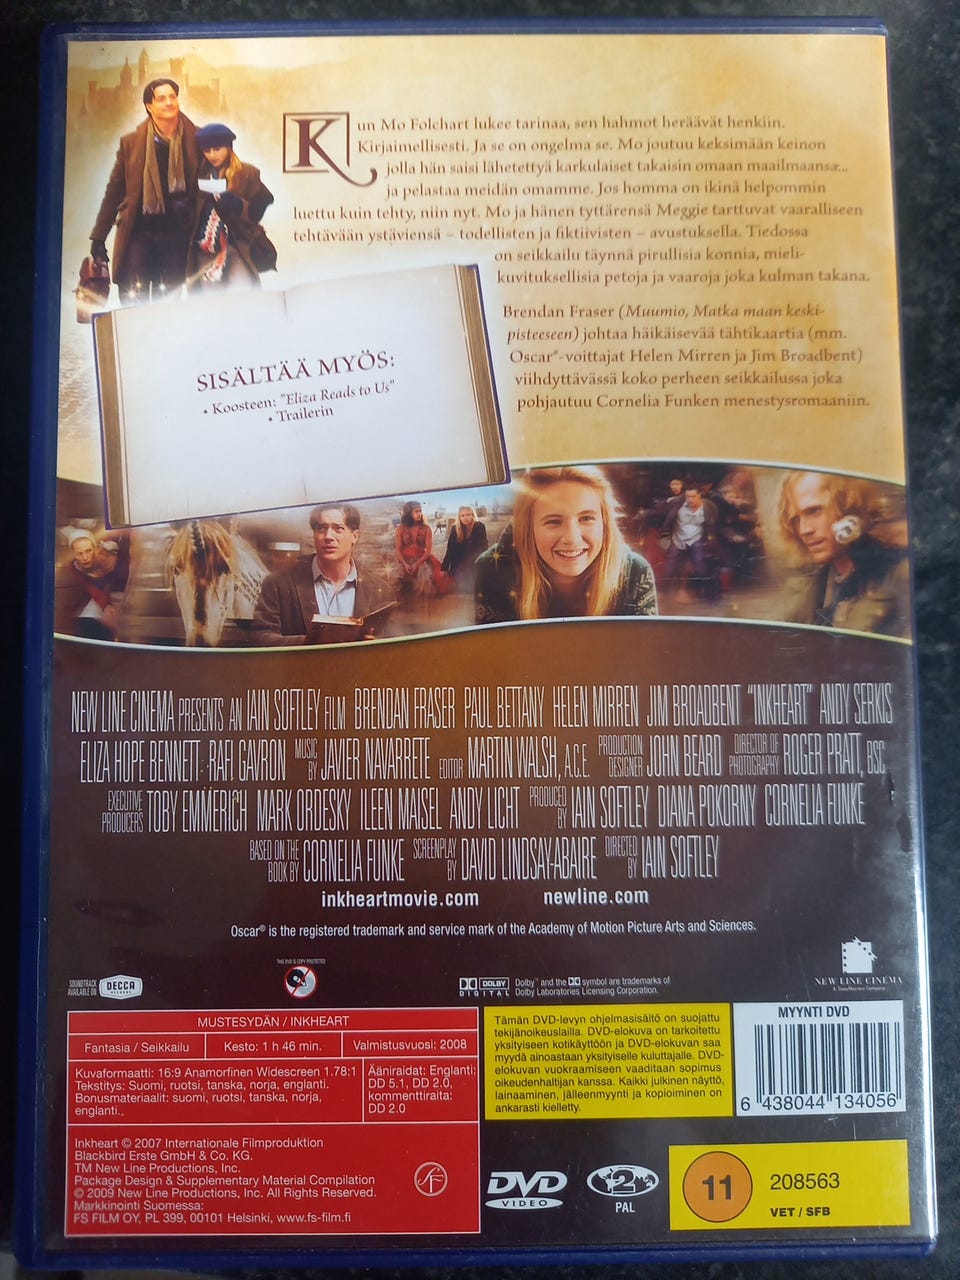 Kun Mo Folchart lukee tarinaa, sen hahmot heräävät henkiin.
Kirjaimellisesti. Ja se on ongelma se. Mo joutuu keksimään keinon
jolla hän saisi lähetettyä karkulaiset takaisin omaan maailmaansa...
ja pelastaa meidän omamme. Jos homma on ikinä helpommin
luettu kuin tehty, niin nyt. Mo ja hänen tyttärensä Meggie tarttuvat vaaralliseen
tehtävään ystäviensä – todellisten ja fiktiivisten – avustuksella. Tiedossa
on seikkailu täynnä pirullisia konnia, mieli-
kuvituksellisia petoja ja vaaroja joka kulman takana.
Brendan Fraser (Muumio, Matka maan keski-
pisteeseen) johtaa häikäisevää tähtikaartia (mm.
Oscar®-voittajat Helen Mirren ja Jim Broadbent)
viihdyttävässä koko perheen seikkailussa joka
pohjautuu Cornelia Funken menestysromaaniin.
SISÄLTÄÄ MYÖS:
• Koosteen: "Eliza Reads to Us"
• Trailerin
NEW LINE CINEMA PRESENTS AN IAIN SOFTLEY FILM BRENDAN FRASER PAUL BETTANY HELEN MIRREN JIM BROADBENT "INKHEART" ANDY SERKIS
ELIZA HOPE BENNETT RAFI GAVRON MUSIC BY JAVIER NAVARRETE EDITOR MARTIN WALSH, A.C.E. PRODUCTION DESIGNER JOHN BEARD DIRECTOR OF PHOTOGRAPHY ROGER PRATT, BSC
EXECUTIVE PRODUCERS TOBY EMMERICH MARK ORDESKY ILEEN MAISEL ANDY LICHT PRODUCED BY IAIN SOFTLEY DIANA POKORNY CORNELIA FUNKE
BASED ON THE BOOK BY CORNELIA FUNKE SCREENPLAY BY DAVID LINDSAY-ABAIRE DIRECTED BY IAIN SOFTLEY
inkheartmovie.com newline.com
Oscar® is the registered trademark and service mark of the Academy of Motion Picture Arts and Sciences.
THIS DVD IS COPY PROTECTED
SOUNDTRACK AVAILABLE ON DECCA RECORDS
DOLBY DIGITAL
Dolby™ and the DD symbol are trademarks of
Dolby Laboratories Licensing Corporation.
NEW LINE CINEMA
A Time Warner Company
MUSTESYDÄN / INKHEART
Fantasia / Seikkailu Kesto: 1 h 46 min. Valmistusvuosi: 2008
Kuvaformaatti: 16:9 Anamorfinen Widescreen 1.78:1
Tekstitys: Suomi, ruotsi, tanska, norja, englanti.
Bonusmateriaalit: suomi, ruotsi, tanska, norja,
englanti..
Ääniraidat: Englanti:
DD 5.1, DD 2.0,
kommenttiraita:
DD 2.0
Inkheart © 2007 Internationale Filmproduktion
Blackbird Erste GmbH & Co. KG.
TM New Line Productions, Inc.
Package Design & Supplementary Material Compilation
© 2009 New Line Productions, Inc. All Rights Reserved.
Markkinointi Suomessa:
FS FILM OY, PL 399, 00101 Helsinki, www.fs-film.fi
SF
Tämän DVD-levyn ohjelmasisältö on suojattu
tekijänoikeuslailla. DVD-elokuva on tarkoitettu
yksityiseen kotikäyttöön ja DVD-elokuvan saa
myydä ainoastaan yksityiselle kuluttajalle. DVD-
elokuvan vuokraamiseen vaaditaan sopimus
oikeudenhaltijan kanssa. Kaikki julkinen näyttö,
lainaaminen, jälleenmyynti ja kopioiminen on
ankarasti kielletty.
MYYNTI DVD
6 438044 134056
DVD
VIDEO
2
PAL
11
208563
VET / SFB